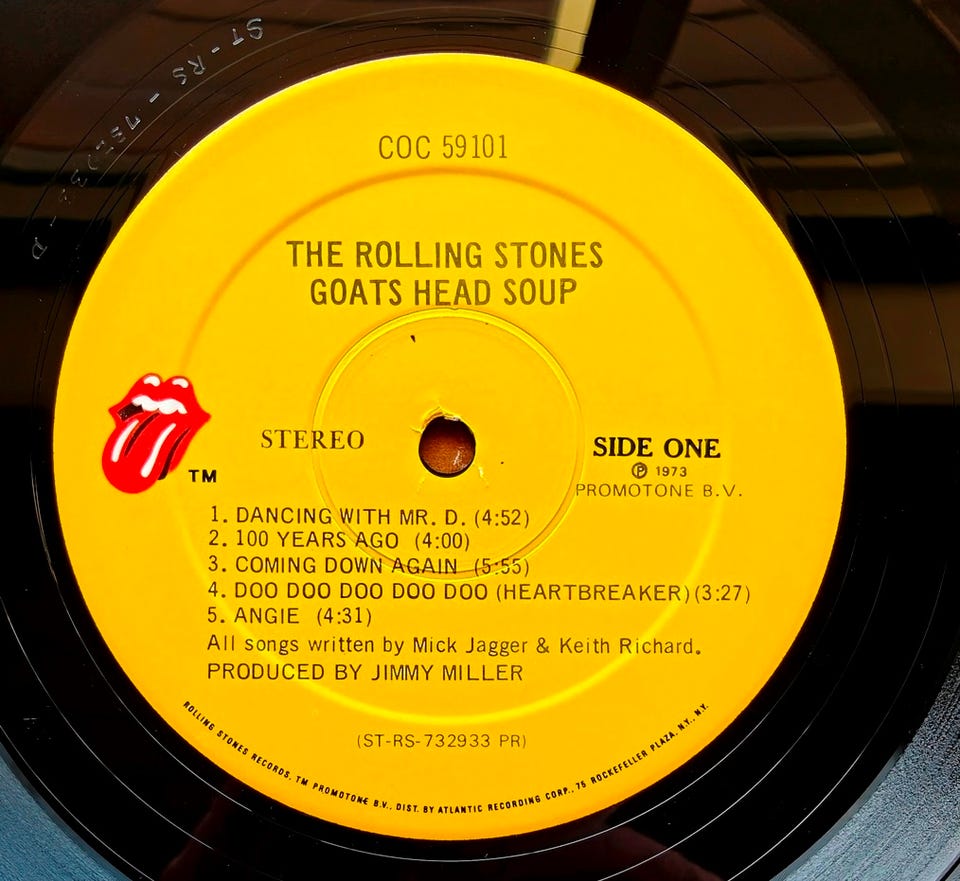 COC 59101
THE ROLLING STONES
GOATS HEAD SOUP
TM
STEREO
SIDE ONE
℗ 1973
PROMOTONE B.V.
1. DANCING WITH MR. D. (4:52)
2. 100 YEARS AGO (4:00)
3. COMING DOWN AGAIN (5:55)
4. DOO DOO DOO DOO DOO (HEARTBREAKER) (3:27)
5. ANGIE (4:31)
All songs written by Mick Jagger & Keith Richard.
PRODUCED BY JIMMY MILLER
(ST-RS-732933 PR)
ROLLING STONES RECORDS, TM PROMOTONE B.V., DIST. BY ATLANTIC RECORDING CORP., 75 ROCKEFELLER PLAZA, N.Y., N.Y.
ST-RS-